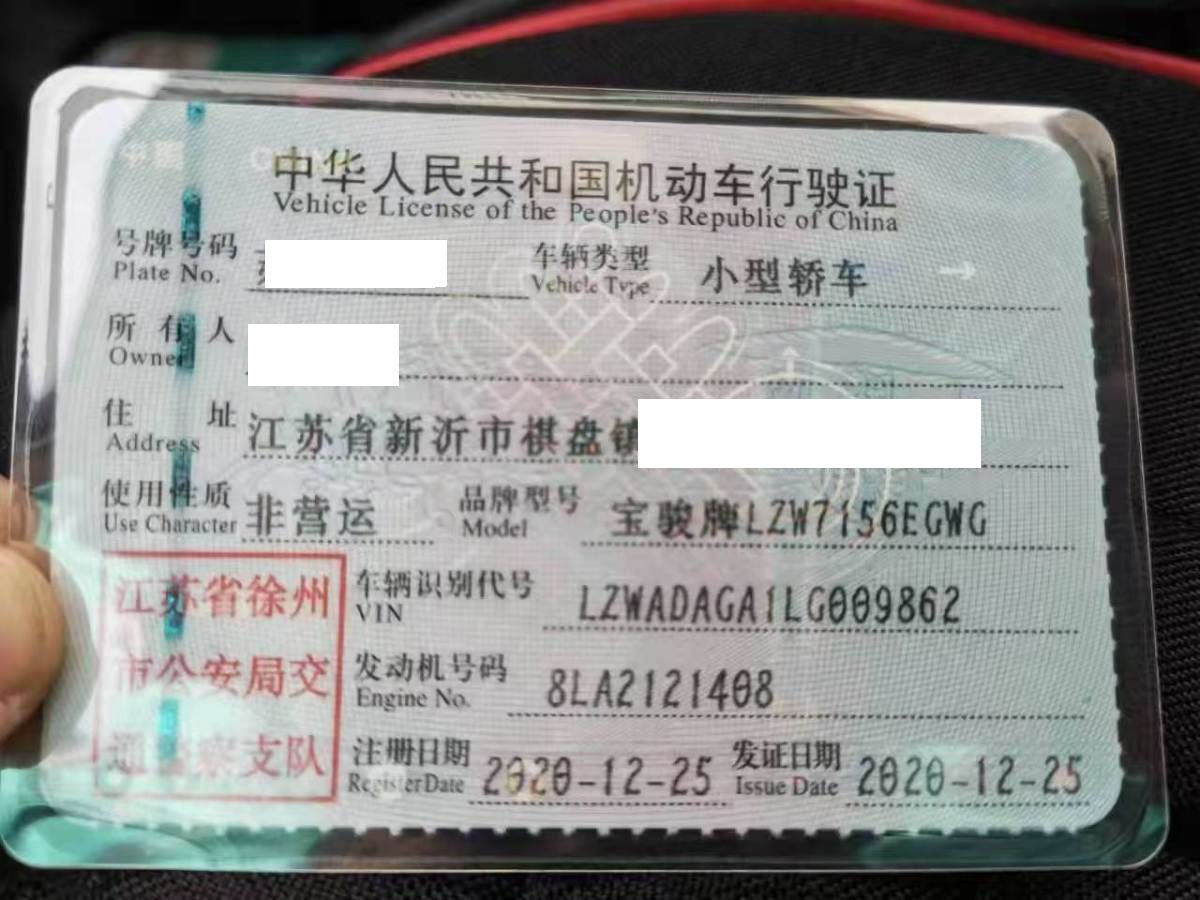 中华人民共和国机动车行驶证
Vehicle License of the People's Republic of China
号牌号码 车辆类型 小型轿车
Plate No. Vehicle Type
所有人
Owner
住址 江苏省新沂市棋盘镇
Address
使用性质 非营运 品牌型号 宝骏牌LZW7156EGWG
Use Character Model
江苏省徐州
市公安局交
通警察支队
车辆识别代号 LZWADAGA1LG009862
VIN
发动机号码 8LA2121408
Engine No.
注册日期 2020-12-25 发证日期 2020-12-25
Register Date Issue Date